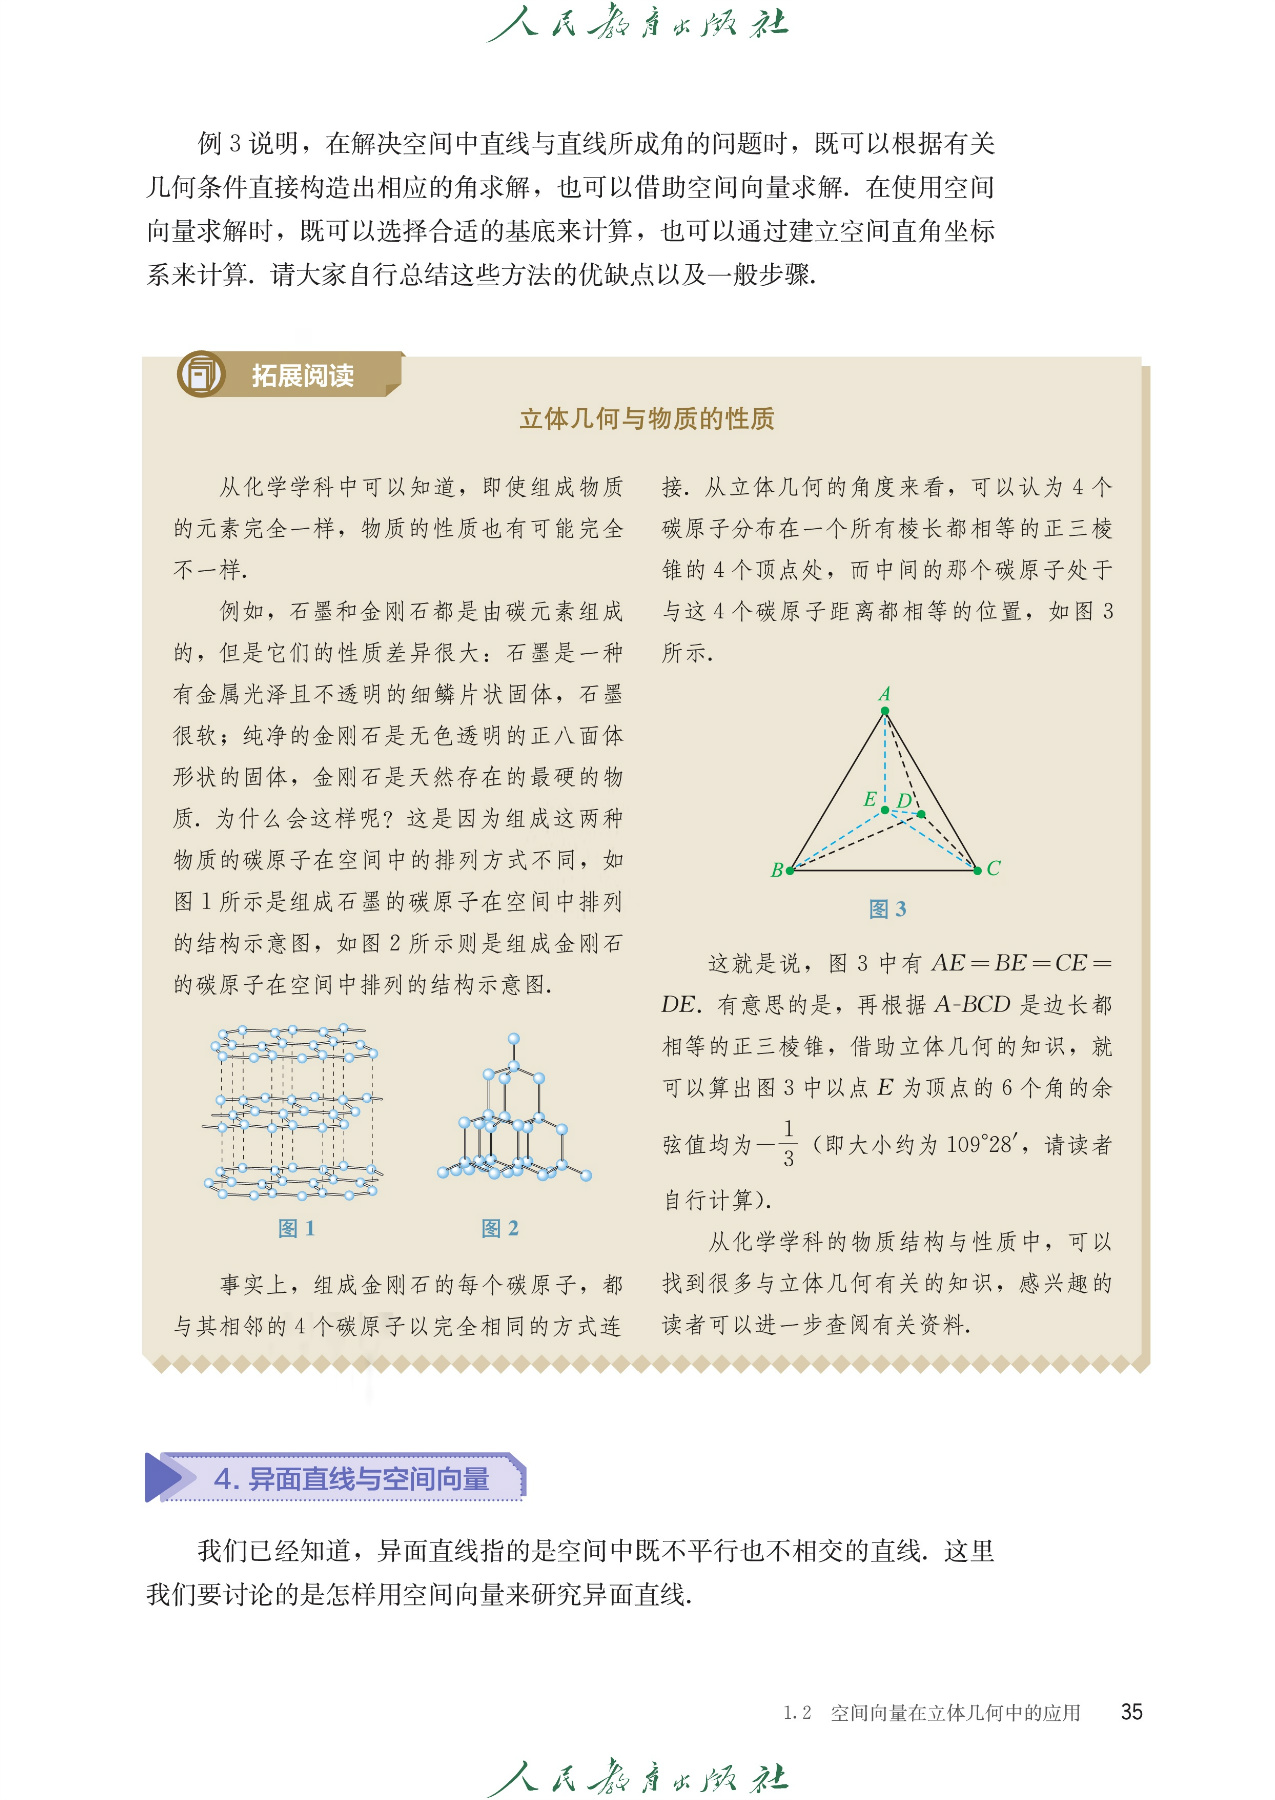 人民教育出版社
例 3 说明，在解决空间中直线与直线所成角的问题时，既可以根据有关
几何条件直接构造出相应的角求解，也可以借助空间向量求解．在使用空间
向量求解时，既可以选择合适的基底来计算，也可以通过建立空间直角坐标
系来计算．请大家自行总结这些方法的优缺点以及一般步骤．
拓展阅读
立体几何与物质的性质
从化学学科中可以知道，即使组成物质
的元素完全一样，物质的性质也有可能完全
不一样．
例如，石墨和金刚石都是由碳元素组成
的，但是它们的性质差异很大：石墨是一种
有金属光泽且不透明的细鳞片状固体，石墨
很软；纯净的金刚石是无色透明的正八面体
形状的固体，金刚石是天然存在的最硬的物
质．为什么会这样呢？这是因为组成这两种
物质的碳原子在空间中的排列方式不同，如
图 1 所示是组成石墨的碳原子在空间中排列
的结构示意图，如图 2 所示则是组成金刚石
的碳原子在空间中排列的结构示意图．
图 1
图 2
事实上，组成金刚石的每个碳原子，都
与其相邻的 4 个碳原子以完全相同的方式连
接．从立体几何的角度来看，可以认为 4 个
碳原子分布在一个所有棱长都相等的正三棱
锥的 4 个顶点处，而中间的那个碳原子处于
与这 4 个碳原子距离都相等的位置，如图 3
所示．
A
E D
B C
图 3
这就是说，图 3 中有 AE＝BE＝CE＝
DE．有意思的是，再根据 A-BCD 是边长都
相等的正三棱锥，借助立体几何的知识，就
可以算出图 3 中以点 E 为顶点的 6 个角的余
弦值均为－1/3（即大小约为 109°28′，请读者
自行计算）．
从化学学科的物质结构与性质中，可以
找到很多与立体几何有关的知识，感兴趣的
读者可以进一步查阅有关资料．
4. 异面直线与空间向量
我们已经知道，异面直线指的是空间中既不平行也不相交的直线．这里
我们要讨论的是怎样用空间向量来研究异面直线．
1.2 空间向量在立体几何中的应用 35
人民教育出版社